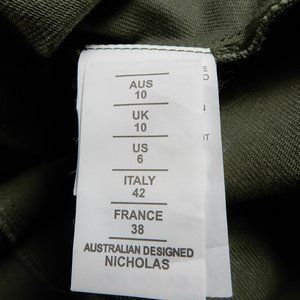 AUS
10
UK
10
US
6
ITALY
42
FRANCE
38
AUSTRALIAN DESIGNED
NICHOLAS